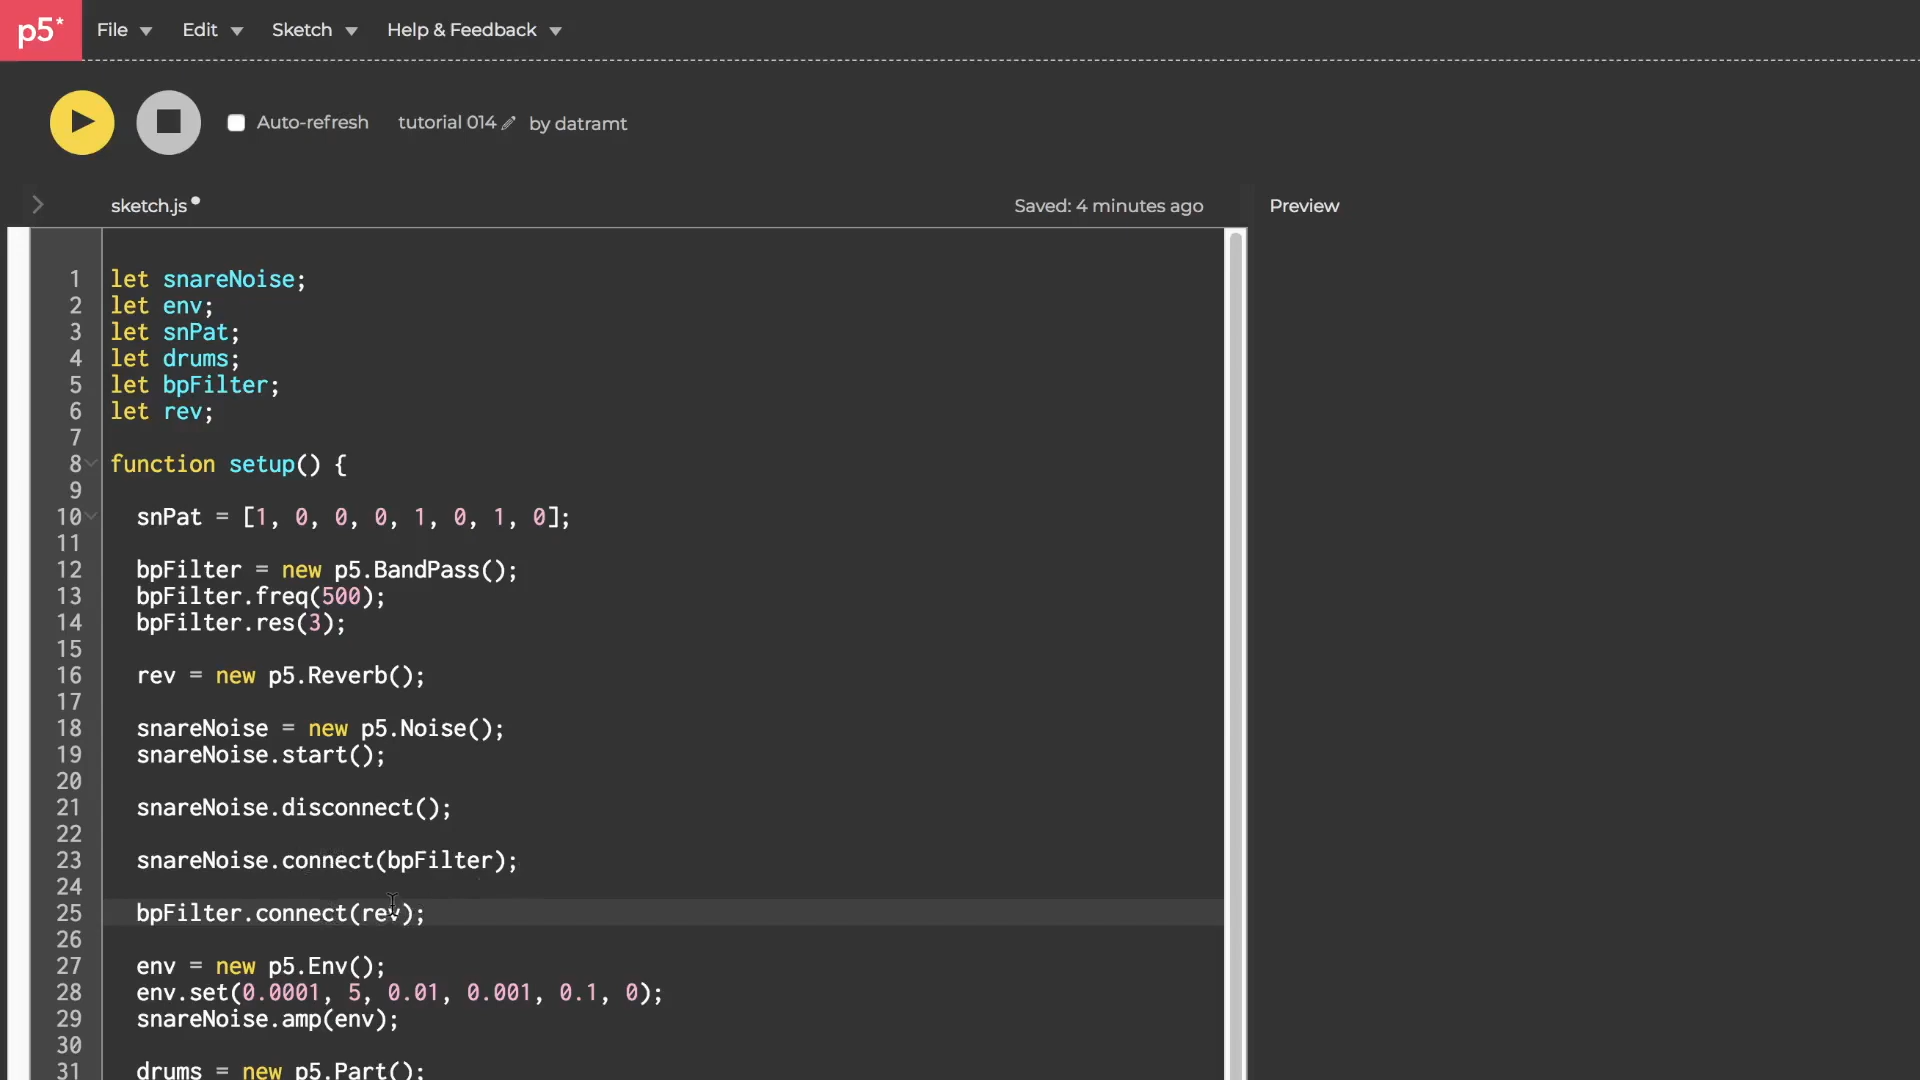 p5* File Edit Sketch Help & Feedback
Auto-refresh tutorial 014 by datramt
sketch.js Saved: 4 minutes ago Preview
1 let snareNoise;
2 let env;
3 let snPat;
4 let drums;
5 let bpFilter;
6 let rev;
7
8 function setup() {
9
10 snPat = [1, 0, 0, 0, 1, 0, 1, 0];
11
12 bpFilter = new p5.BandPass();
13 bpFilter.freq(500);
14 bpFilter.res(3);
15
16 rev = new p5.Reverb();
17
18 snareNoise = new p5.Noise();
19 snareNoise.start();
20
21 snareNoise.disconnect();
22
23 snareNoise.connect(bpFilter);
24
25 bpFilter.connect(rev);
26
27 env = new p5.Env();
28 env.set(0.0001, 5, 0.01, 0.001, 0.1, 0);
29 snareNoise.amp(env);
30
31 drums = new p5.Part();